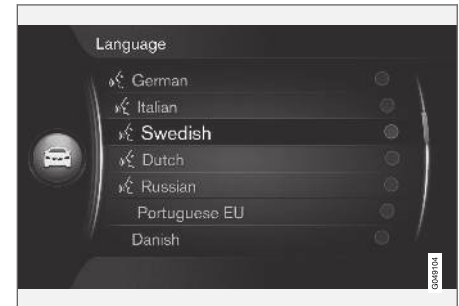 Language
German
Italian
Swedish
Dutch
Russian
Portuguese EU
Danish
G049104